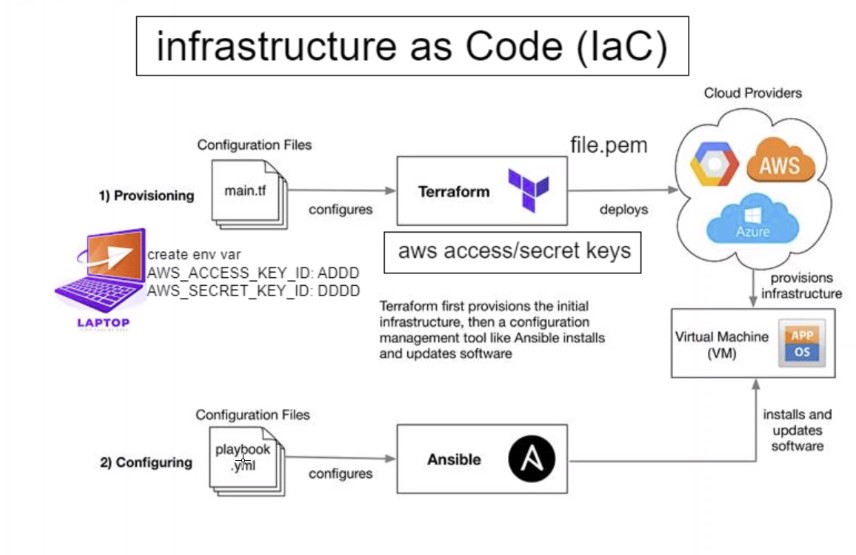 infrastructure as Code (IaC)
Cloud Providers
Configuration Files
file.pem
1) Provisioning
main.tf
configures
Terraform
deploys
AWS
Azure
aws access/secret keys
create env var
AWS_ACCESS_KEY_ID: ADDD
AWS_SECRET_KEY_ID: DDDD
LAPTOP
provisions
infrastructure
Terraform first provisions the initial
infrastructure, then a configuration
management tool like Ansible installs
and updates software
Virtual Machine
(VM)
APP
OS
Configuration Files
2) Configuring
playbook
.yml
configures
Ansible
installs and
updates
software